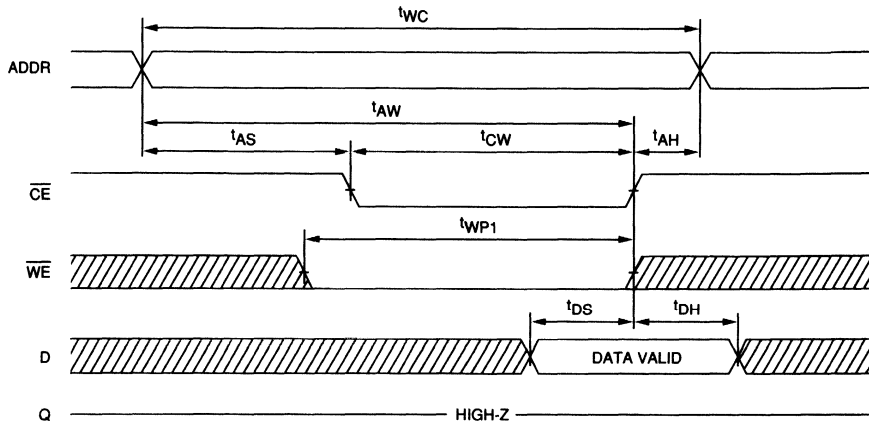 tWC
ADDR
tAW
tAS tCW tAH
CE
tWP1
WE
tDS tDH
D DATA VALID
Q HIGH-Z